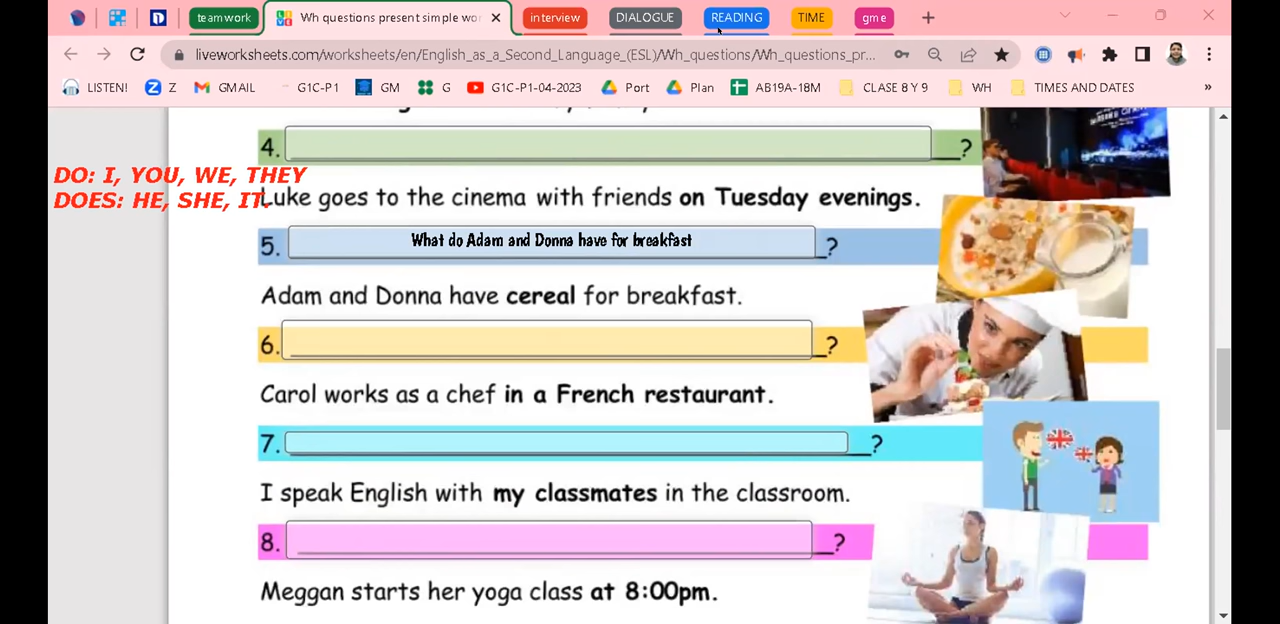 teamwork
Wh questions present simple wor
interview
DIALOGUE
READING
TIME
gme
liveworksheets.com/worksheets/en/English_as_a_Second_Language_(ESL)/Wh_questions/Wh_questions_pr...
LISTEN!
Z
GMAIL
G1C-P1
GM
G
G1C-P1-04-2023
Port
Plan
AB19A-18M
CLASE 8 Y 9
WH
TIMES AND DATES
»
4. ?
DO: I, YOU, WE, THEY
DOES: HE, SHE, IT.
Luke goes to the cinema with friends on Tuesday evenings.
5. What do Adam and Donna have for breakfast ?
Adam and Donna have cereal for breakfast.
6. ?
Carol works as a chef in a French restaurant.
7. ?
I speak English with my classmates in the classroom.
8. ?
Meggan starts her yoga class at 8:00pm.